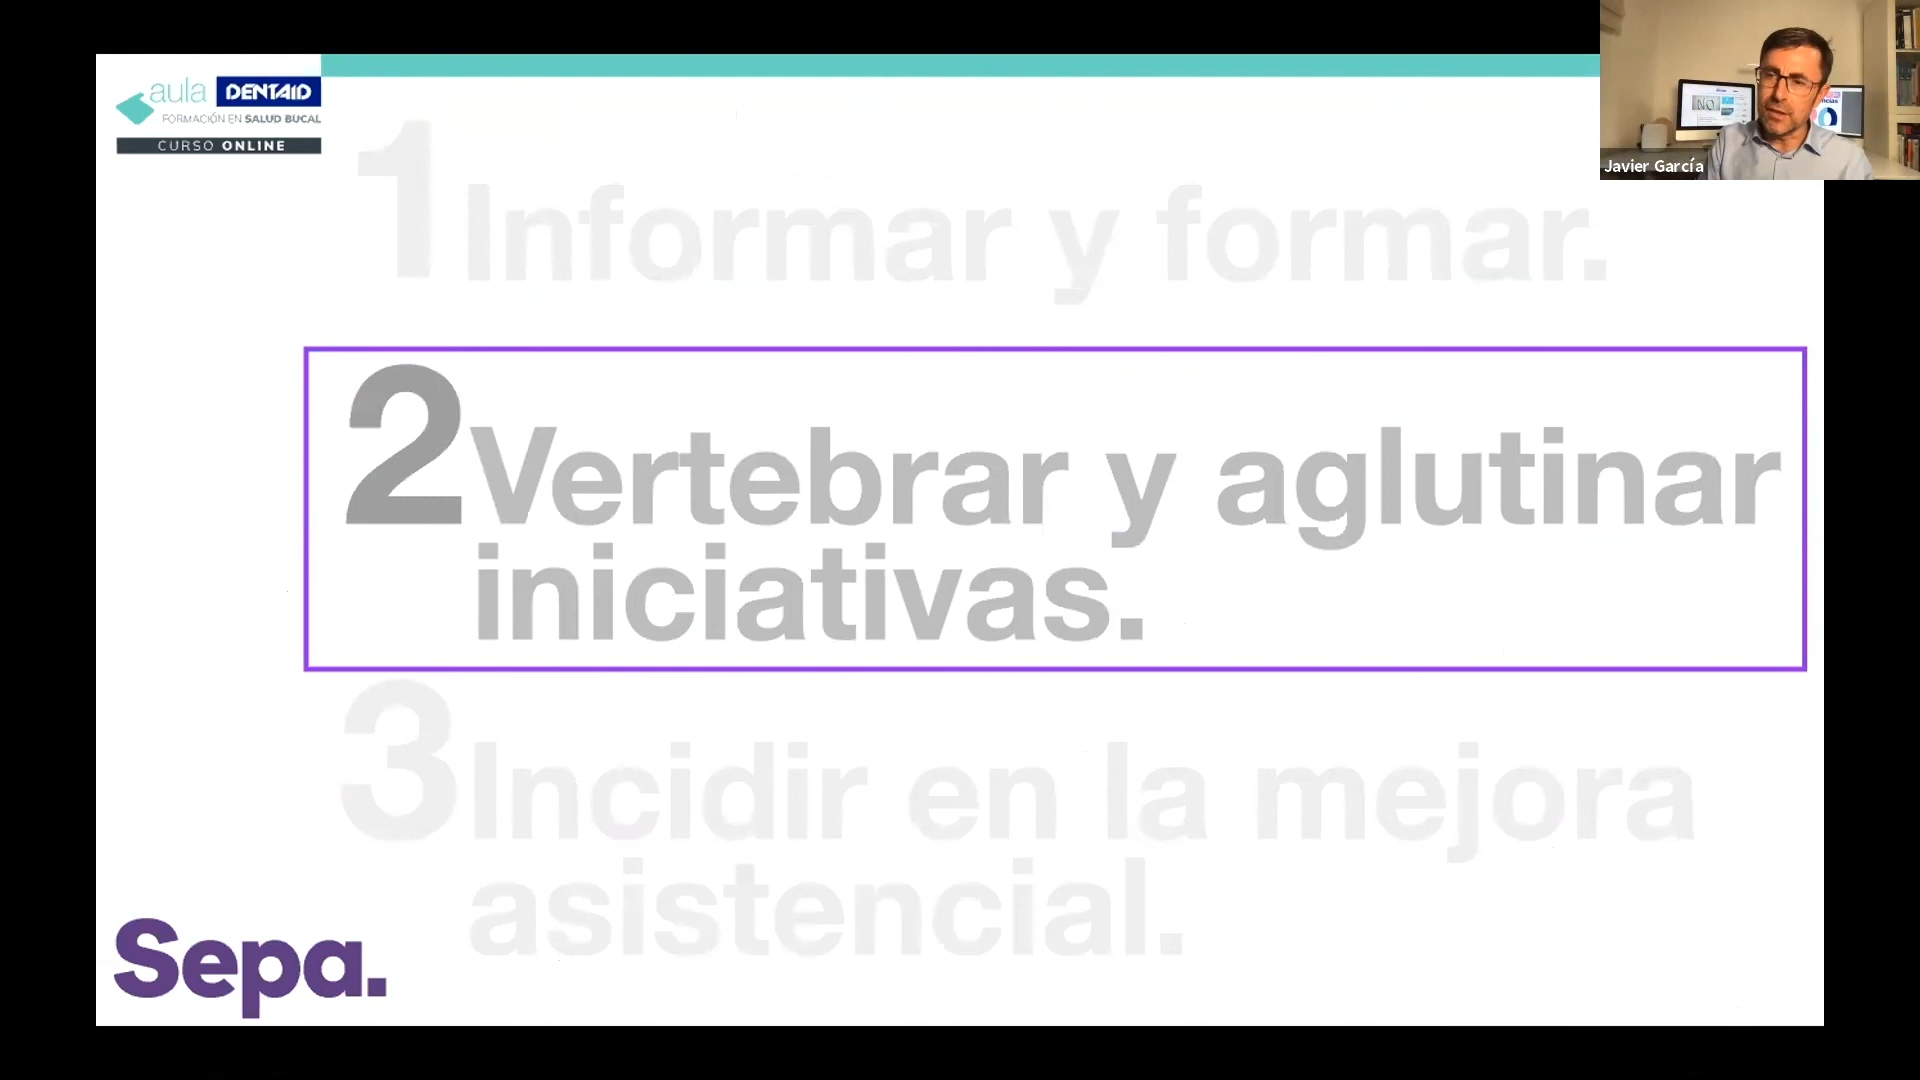 aula DENTAID
FORMACIÓN EN SALUD BUCAL
CURSO ONLINE
Javier García
NO
1 Informar y formar.
2 Vertebrar y aglutinar
iniciativas.
3 Incidir en la mejora
asistencial.
Sepa.